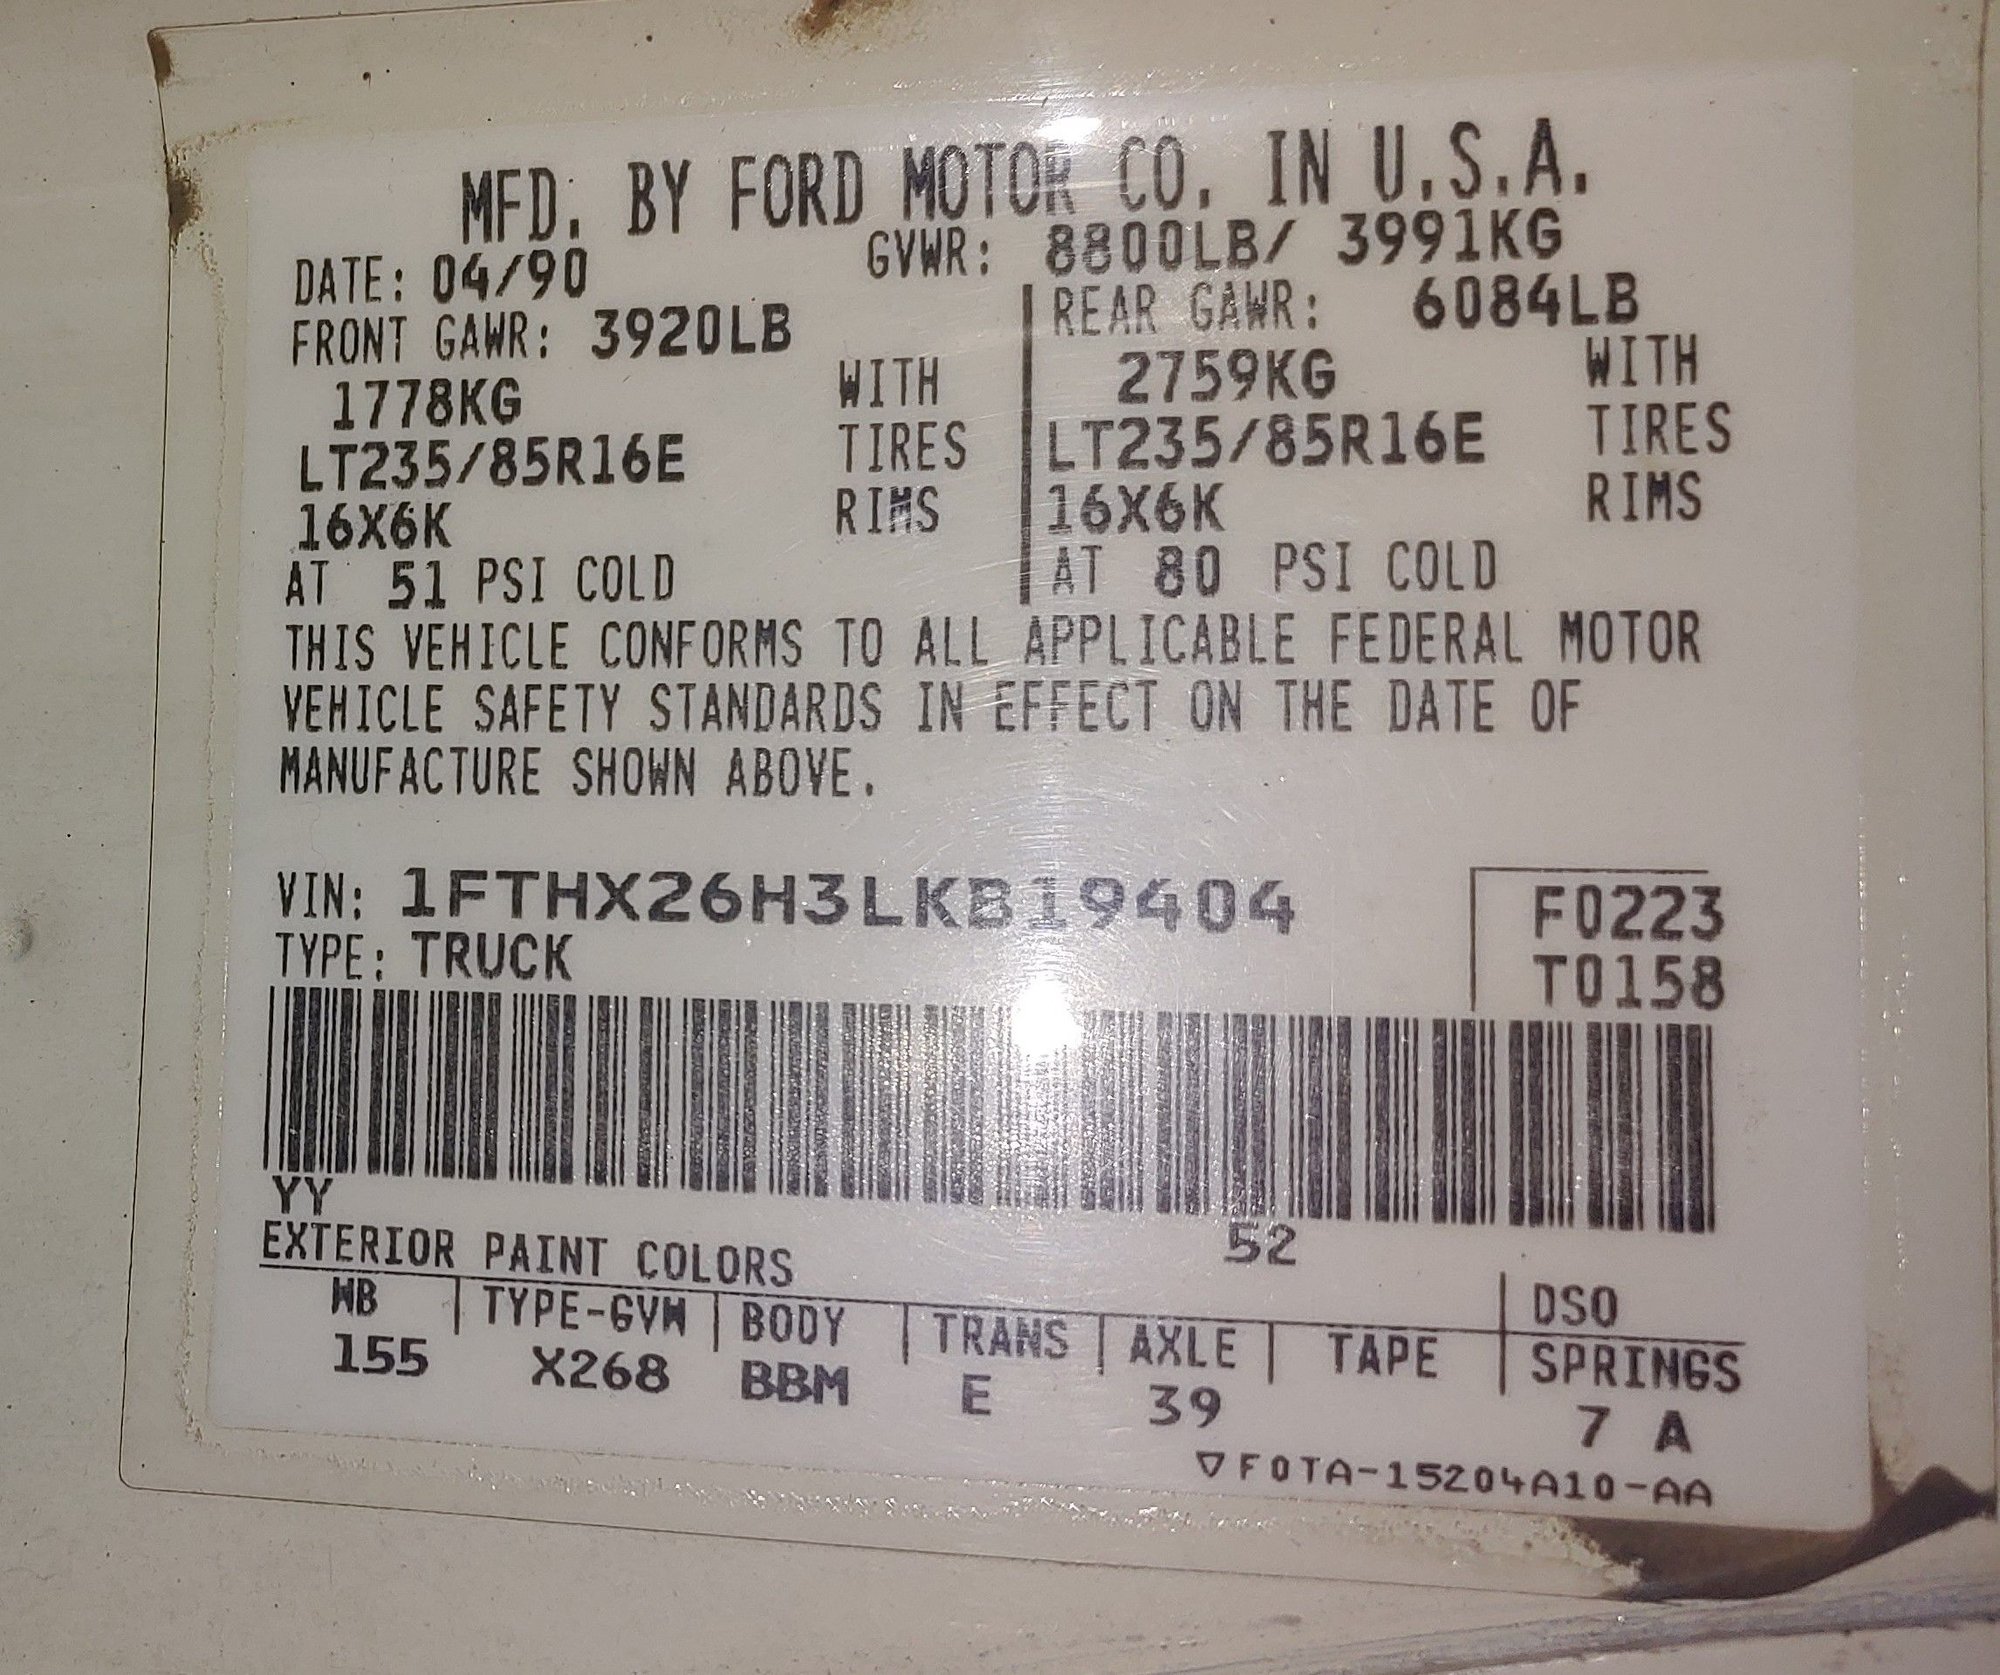 MFD. BY FORD MOTOR CO. IN U.S.A.
DATE: 04/90 GVWR: 8800LB/ 3991KG
FRONT GAWR: 3920LB
1778KG WITH
LT235/85R16E TIRES
16X6K RIMS
AT 51 PSI COLD
REAR GAWR: 6084LB
2759KG WITH
LT235/85R16E TIRES
16X6K RIMS
AT 80 PSI COLD
THIS VEHICLE CONFORMS TO ALL APPLICABLE FEDERAL MOTOR
VEHICLE SAFETY STANDARDS IN EFFECT ON THE DATE OF
MANUFACTURE SHOWN ABOVE.
VIN: 1FTHX26H3LKB19404
TYPE: TRUCK
F0223
T0158
YY
EXTERIOR PAINT COLORS 52 DSO
WB | TYPE-GVW | BODY | TRANS | AXLE | TAPE | SPRINGS
155 X268 BBM E 39 7 A
▽F0TA-15204A10-AA